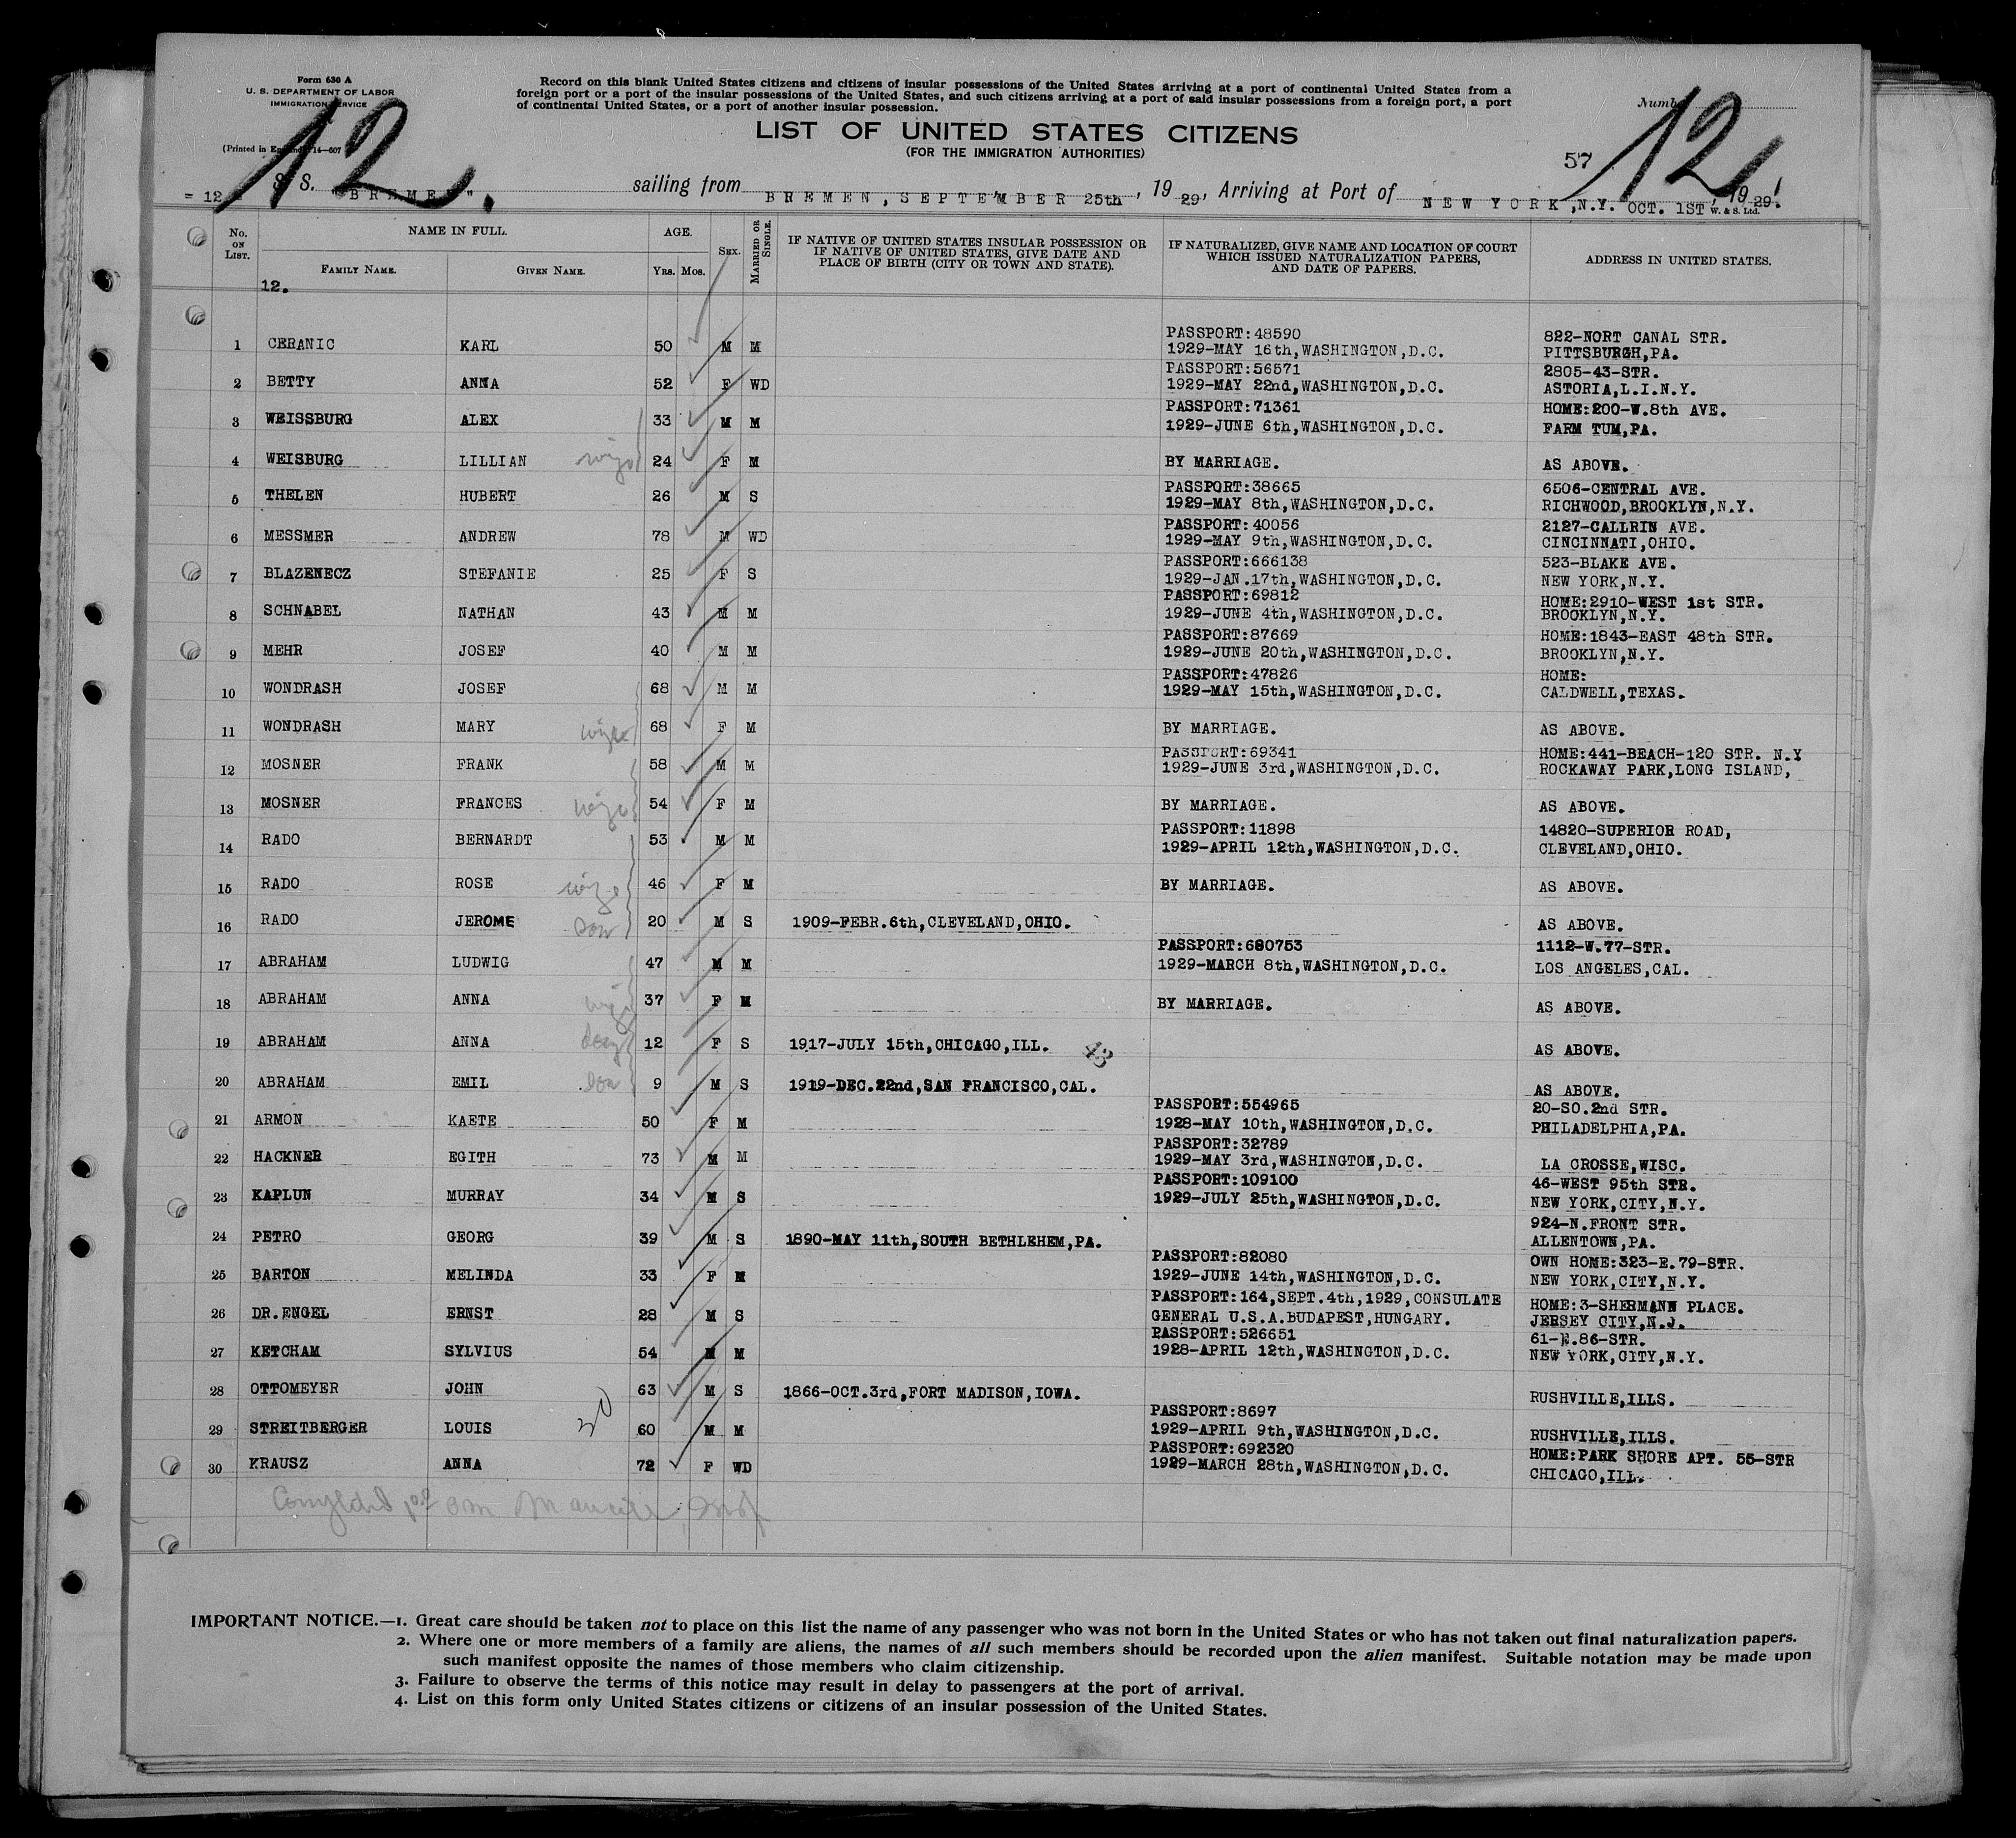 Form 630 A
U. S. DEPARTMENT OF LABOR
IMMIGRATION SERVICE
(Printed in England) 14—607
Record on this blank United States citizens and citizens of insular possessions of the United States arriving at a port of continental United States from a
foreign port or a port of the insular possessions of the United States, and such citizens arriving at a port of said insular possessions from a foreign port, a port
of continental United States, or a port of another insular possession.
Number
12.
12.
LIST OF UNITED STATES CITIZENS
(FOR THE IMMIGRATION AUTHORITIES)
57
= 12 S. S. "BREMEN" sailing from BREMEN, SEPTEMBER 25th, 1929, Arriving at Port of NEW YORK, N.Y. OCT. 1ST, 1929.
W. & S. Ltd.
No. ON LIST. NAME IN FULL. AGE. SEX. MARRIED OR SINGLE. IF NATIVE OF UNITED STATES INSULAR POSSESSION OR IF NATIVE OF UNITED STATES, GIVE DATE AND PLACE OF BIRTH (CITY OR TOWN AND STATE). IF NATURALIZED, GIVE NAME AND LOCATION OF COURT WHICH ISSUED NATURALIZATION PAPERS, AND DATE OF PAPERS. ADDRESS IN UNITED STATES.
FAMILY NAME. GIVEN NAME. YRS. MOS.
12.
PASSPORT:48590 822-NORT CANAL STR.
1 CERANIC KARL 50 M M 1929-MAY 16th,WASHINGTON,D.C. PITTSBURGH,PA.
PASSPORT:56571 2805-43-STR.
2 BETTY ANNA 52 F WD 1929-MAY 22nd,WASHINGTON,D.C. ASTORIA,L.I.N.Y.
PASSPORT:71361 HOME:200-W.8th AVE.
3 WEISSBURG ALEX 33 M M 1929-JUNE 6th,WASHINGTON,D.C. FARM TUM,PA.
4 WEISBURG LILLIAN wife 24 F M BY MARRIAGE. AS ABOVE.
PASSPORT:38665 6506-CENTRAL AVE.
5 THELEN HUBERT 26 M S 1929-MAY 8th,WASHINGTON,D.C. RICHWOOD,BROOKLYN,N.Y.
PASSPORT:40056 2127-CALLRIN AVE.
6 MESSMER ANDREW 78 M WD 1929-MAY 9th,WASHINGTON,D.C. CINCINNATI,OHIO.
PASSPORT:666138 523-BLAKE AVE.
7 BLAZENECZ STEFANIE 25 F S 1929-JAN.17th,WASHINGTON,D.C. NEW YORK,N.Y.
PASSPORT:69812 HOME:2910-WEST 1st STR.
8 SCHNABEL NATHAN 43 M M 1929-JUNE 4th,WASHINGTON,D.C. BROOKLYN,N.Y.
PASSPORT:87669 HOME:1843-EAST 48th STR.
9 MEHR JOSEF 40 M M 1929-JUNE 20th,WASHINGTON,D.C. BROOKLYN,N.Y.
PASSPORT:47826 HOME:
10 WONDRASH JOSEF 68 M M 1929-MAY 15th,WASHINGTON,D.C. CALDWELL,TEXAS.
11 WONDRASH MARY wife 68 F M BY MARRIAGE. AS ABOVE.
PASSPORT:69341 HOME:441-BEACH-120 STR. N.Y
12 MOSNER FRANK 58 M M 1929-JUNE 3rd,WASHINGTON,D.C. ROCKAWAY PARK,LONG ISLAND,
13 MOSNER FRANCES wife 54 F M BY MARRIAGE. AS ABOVE.
PASSPORT:11898 14820-SUPERIOR ROAD,
14 RADO BERNARDT 53 M M 1929-APRIL 12th,WASHINGTON,D.C. CLEVELAND,OHIO.
15 RADO ROSE wife 46 F M BY MARRIAGE. AS ABOVE.
16 RADO JEROME son 20 M S 1909-FEBR.6th,CLEVELAND,OHIO. AS ABOVE.
PASSPORT:680753 1112-W.77-STR.
17 ABRAHAM LUDWIG 47 M M 1929-MARCH 8th,WASHINGTON,D.C. LOS ANGELES,CAL.
18 ABRAHAM ANNA wife 37 F M BY MARRIAGE. AS ABOVE.
19 ABRAHAM ANNA 12 F S 1917-JULY 15th,CHICAGO,ILL. 43 AS ABOVE.
20 ABRAHAM EMIL son 9 M S 1919-DEC.22nd,SAN FRANCISCO,CAL. AS ABOVE.
PASSPORT:554965 20-SO.2nd STR.
21 ARMON KAETE 50 F M 1928-MAY 10th,WASHINGTON,D.C. PHILADELPHIA,PA.
PASSPORT:32789
22 HACKNER EGITH 73 M M 1929-MAY 3rd,WASHINGTON,D.C. LA CROSSE,WISC.
PASSPORT:109100 46-WEST 95th STR.
23 KAPLUN MURRAY 34 M S 1929-JULY 25th,WASHINGTON,D.C. NEW YORK,CITY,N.Y.
924-N.FRONT STR.
24 PETRO GEORG 39 M S 1890-MAY 11th,SOUTH BETHLEHEM,PA. ALLENTOWN,PA.
PASSPORT:82080 OWN HOME:323-E.79-STR.
25 BARTON MELINDA 33 F M 1929-JUNE 14th,WASHINGTON,D.C. NEW YORK,CITY,N.Y.
PASSPORT:164,SEPT.4th,1929,CONSULATE HOME:3-SHERMANN PLACE.
26 DR.ENGEL ERNST 28 M S GENERAL U.S.A.BUDAPEST,HUNGARY. JERSEY CITY,N.J.
PASSPORT:526651 61-E.86-STR.
27 KETCHAM SYLVIUS 54 M M 1928-APRIL 12th,WASHINGTON,D.C. NEW YORK,CITY,N.Y.
28 OTTOMEYER JOHN 63 M S 1866-OCT.3rd,FORT MADISON,IOWA. RUSHVILLE,ILLS.
PASSPORT:8697
29 STREITBERGER LOUIS 30 60 M M 1929-APRIL 9th,WASHINGTON,D.C. RUSHVILLE,ILLS.
PASSPORT:692320 HOME:PARK SHORE APT. 55-STR
30 KRAUSZ ANNA 72 F WD 1929-MARCH 28th,WASHINGTON,D.C. CHICAGO,ILL.
IMPORTANT NOTICE.—1. Great care should be taken not to place on this list the name of any passenger who was not born in the United States or who has not taken out final naturalization papers.
2. Where one or more members of a family are aliens, the names of all such members should be recorded upon the alien manifest. Suitable notation may be made upon
such manifest opposite the names of those members who claim citizenship.
3. Failure to observe the terms of this notice may result in delay to passengers at the port of arrival.
4. List on this form only United States citizens or citizens of an insular possession of the United States.